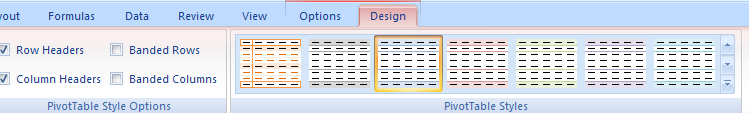 yout Formulas Data Review View Options Design
Row Headers Banded Rows
Column Headers Banded Columns
PivotTable Style Options PivotTable Styles